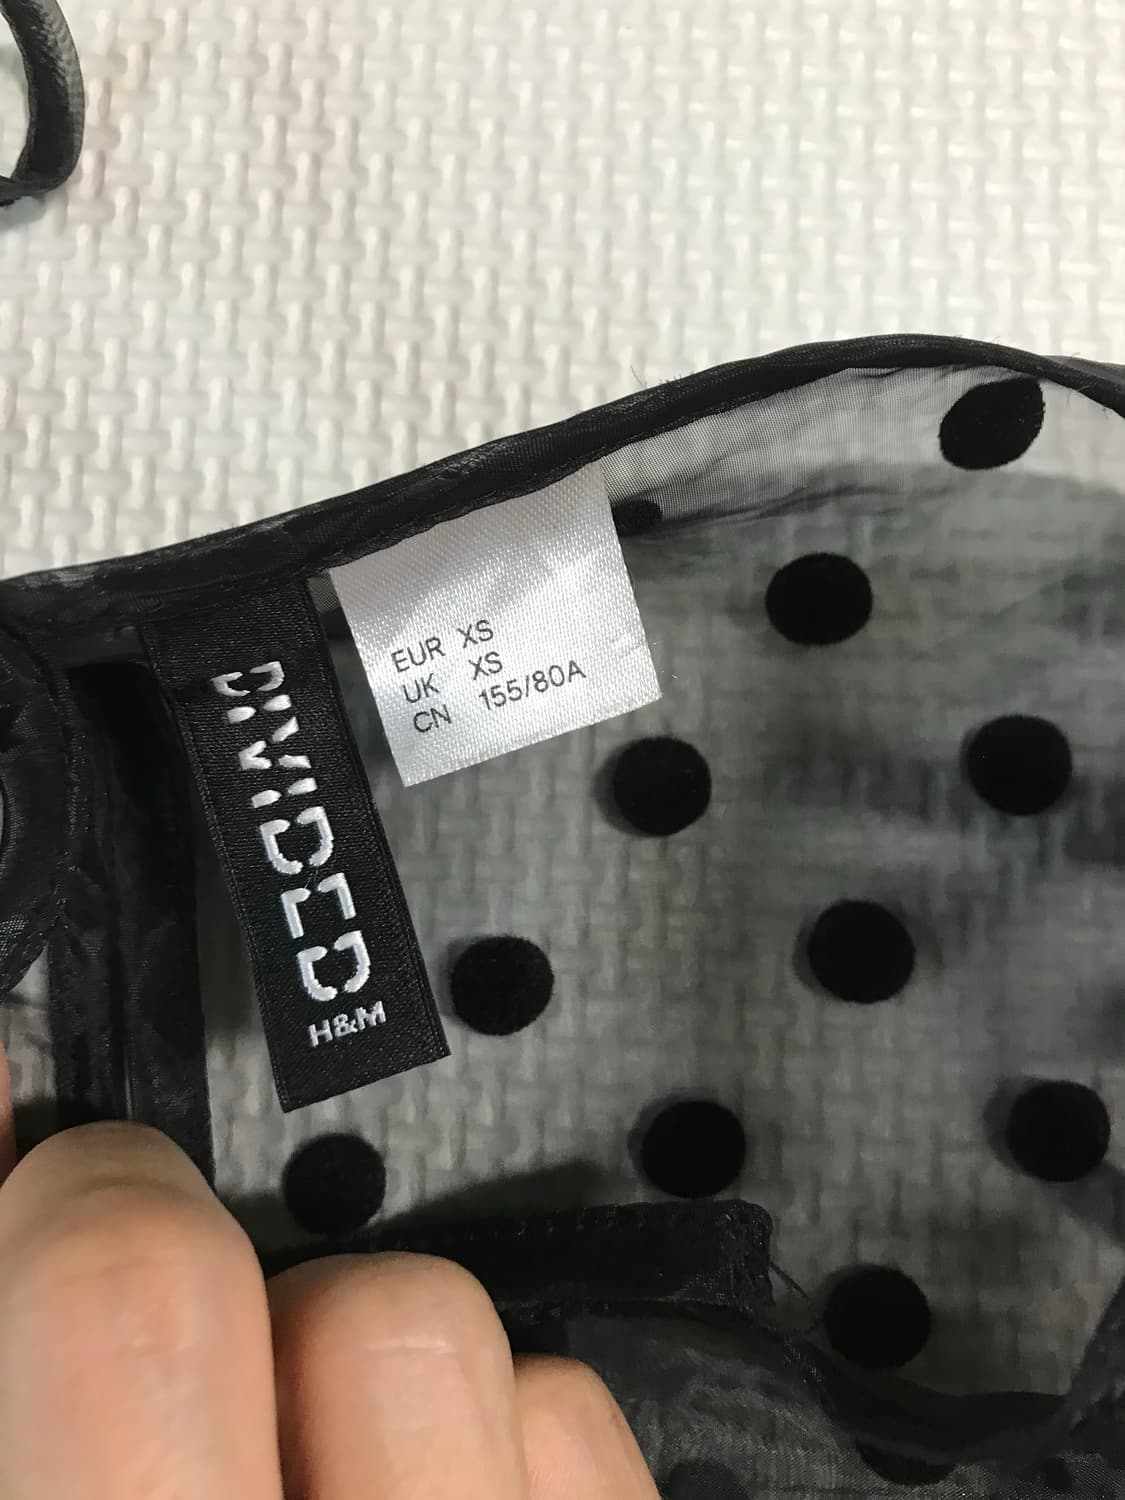 EUR XS
UK XS
CN 155/80A
DIVIDED
H&M